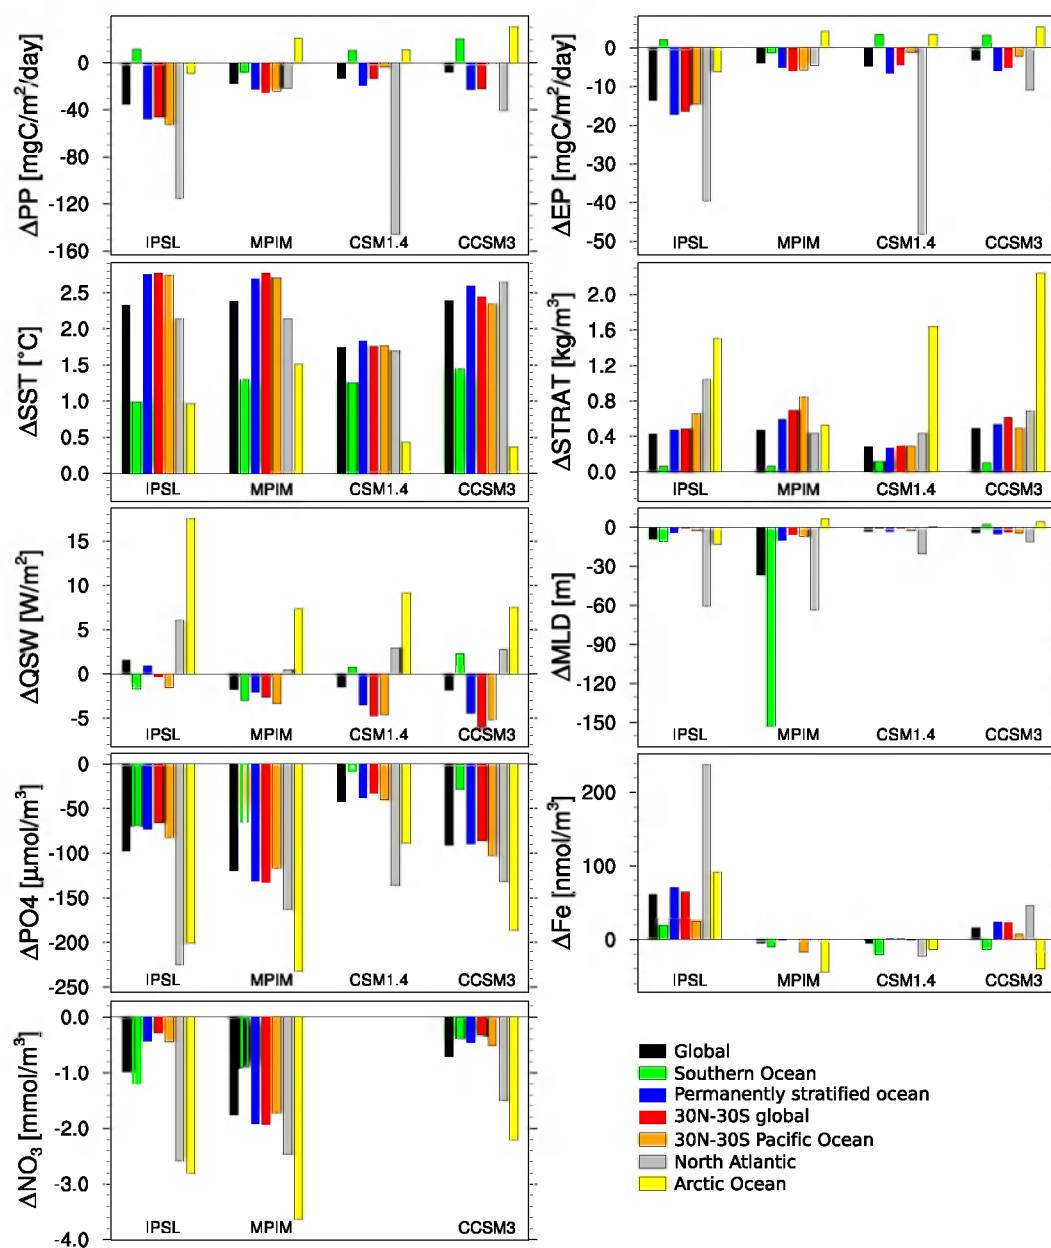 ΔPP [mgC/m²/day]
0
-40
-80
-120
-160
IPSL MPIM CSM1.4 CCSM3
ΔEP [mgC/m²/day]
0
-10
-20
-30
-40
-50
IPSL MPIM CSM1.4 CCSM3
ΔSST [°C]
2.5
2.0
1.5
1.0
0.5
0.0
IPSL MPIM CSM1.4 CCSM3
ΔSTRAT [kg/m³]
2.0
1.6
1.2
0.8
0.4
0.0
IPSL MPIM CSM1.4 CCSM3
ΔQSW [W/m²]
15
10
5
0
-5
IPSL MPIM CSM1.4 CCSM3
ΔMLD [m]
0
-30
-60
-90
-120
-150
IPSL MPIM CSM1.4 CCSM3
ΔPO4 [μmol/m³]
0
-50
-100
-150
-200
-250
IPSL MPIM CSM1.4 CCSM3
ΔFe [nmol/m³]
200
100
0
IPSL MPIM CSM1.4 CCSM3
ΔNO₃ [mmol/m³]
0.0
-1.0
-2.0
-3.0
-4.0
IPSL MPIM CCSM3
Global
Southern Ocean
Permanently stratified ocean
30N-30S global
30N-30S Pacific Ocean
North Atlantic
Arctic Ocean